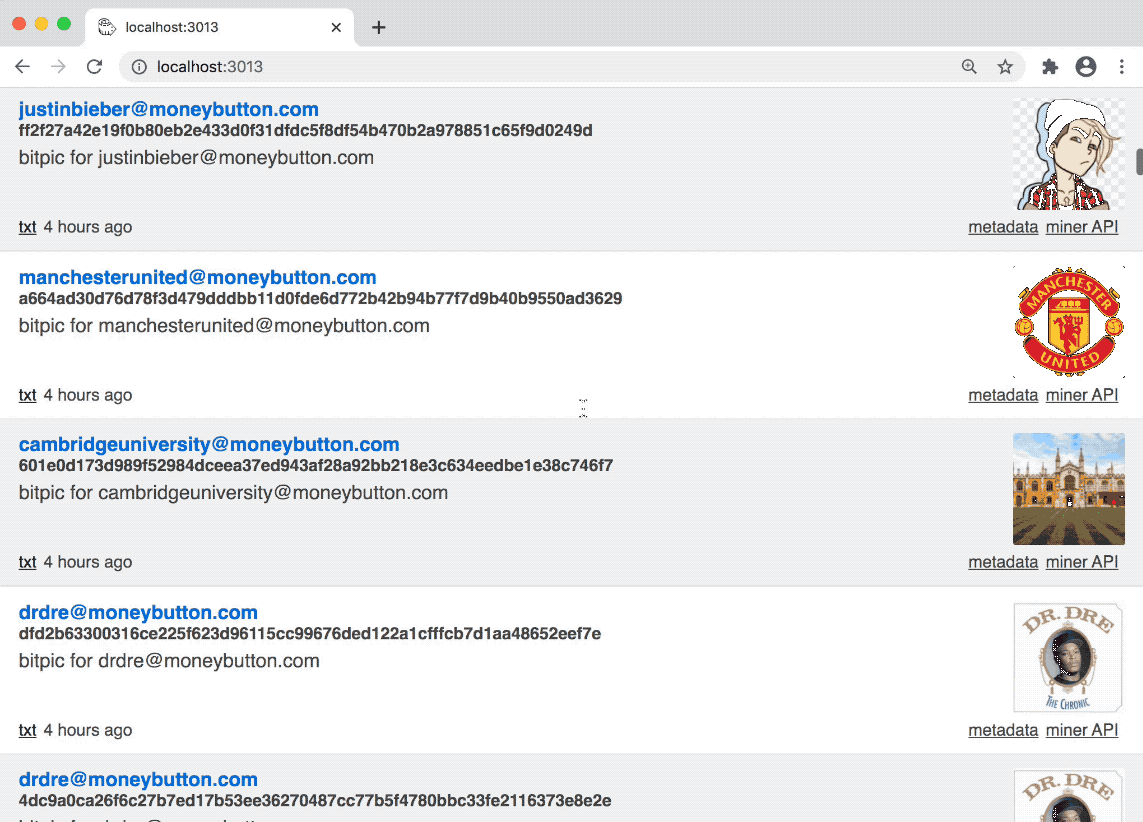 localhost:3013
localhost:3013
justinbieber@moneybutton.com
ff2f27a42e19f0b80eb2e433d0f31dfdc5f8df54b470b2a978851c65f9d0249d
bitpic for justinbieber@moneybutton.com
txt 4 hours ago
metadata miner API
manchesterunited@moneybutton.com
a664ad30d76d78f3d479dddbb11d0fde6d772b42b94b77f7d9b40b9550ad3629
bitpic for manchesterunited@moneybutton.com
MANCHESTER
UNITED
txt 4 hours ago
metadata miner API
cambridgeuniversity@moneybutton.com
601e0d173d989f52984dceea37ed943af28a92bb218e3c634eedbe1e38c746f7
bitpic for cambridgeuniversity@moneybutton.com
txt 4 hours ago
metadata miner API
drdre@moneybutton.com
dfd2b63300316ce225f623d96115cc99676ded122a1cfffcb7d1aa48652eef7e
bitpic for drdre@moneybutton.com
DR. DRE
THE CHRONIC
txt 4 hours ago
metadata miner API
drdre@moneybutton.com
4dc9a0ca26f6c27b7ed17b53ee36270487cc77b5f4780bbc33fe2116373e8e2e
DR. DRE